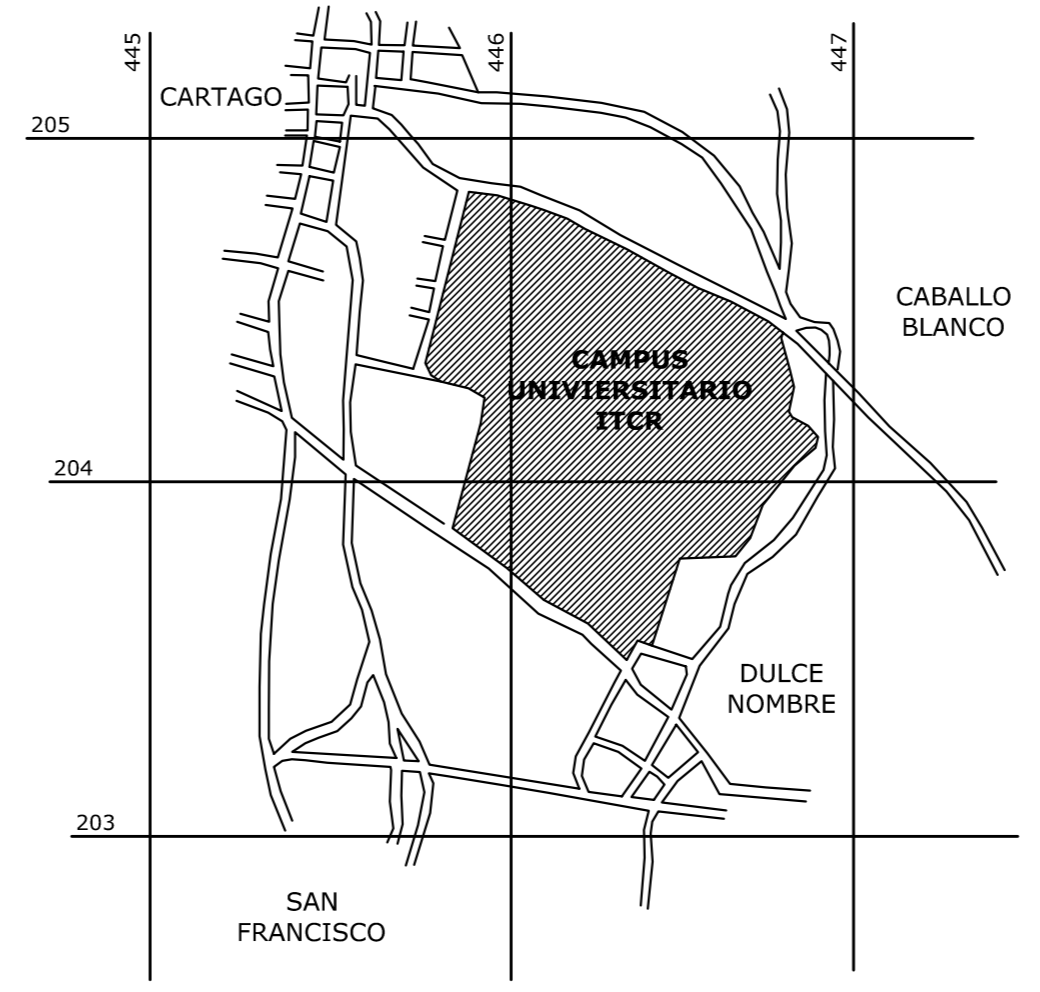 445
446
447
CARTAGO
205
CABALLO
BLANCO
CAMPUS
UNIVIERSITARIO
ITCR
204
DULCE
NOMBRE
203
SAN
FRANCISCO